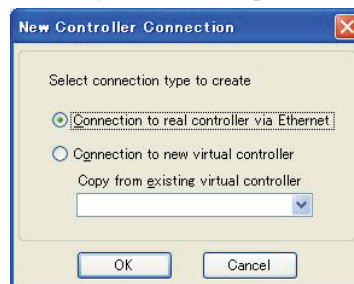 New Controller Connection
Select connection type to create
Connection to real controller via Ethernet
Connection to new virtual controller
Copy from existing virtual controller
OK
Cancel